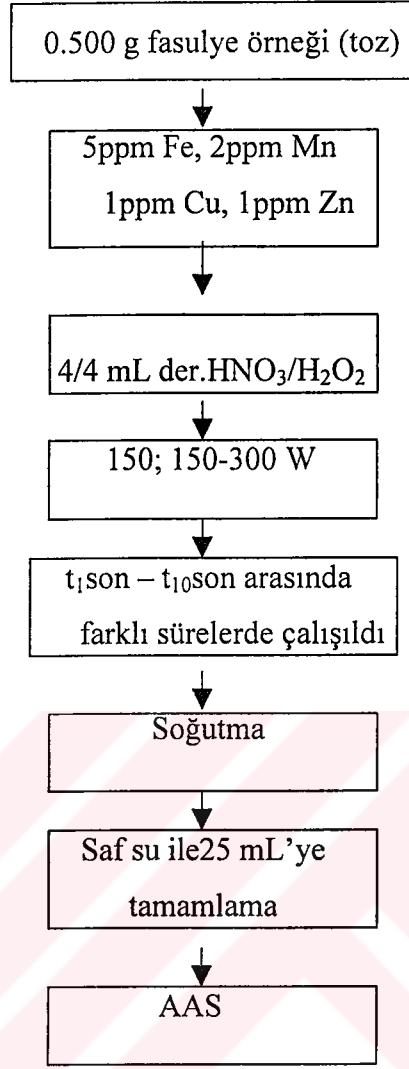 0.500 g fasulye örneği (toz)
5ppm Fe, 2ppm Mn
1ppm Cu, 1ppm Zn
4/4 mL der.HNO₃/H₂O₂
150; 150-300 W
t₁son – t₁₀son arasında
farklı sürelerde çalışıldı
Soğutma
Saf su ile25 mL’ye
tamamlama
AAS